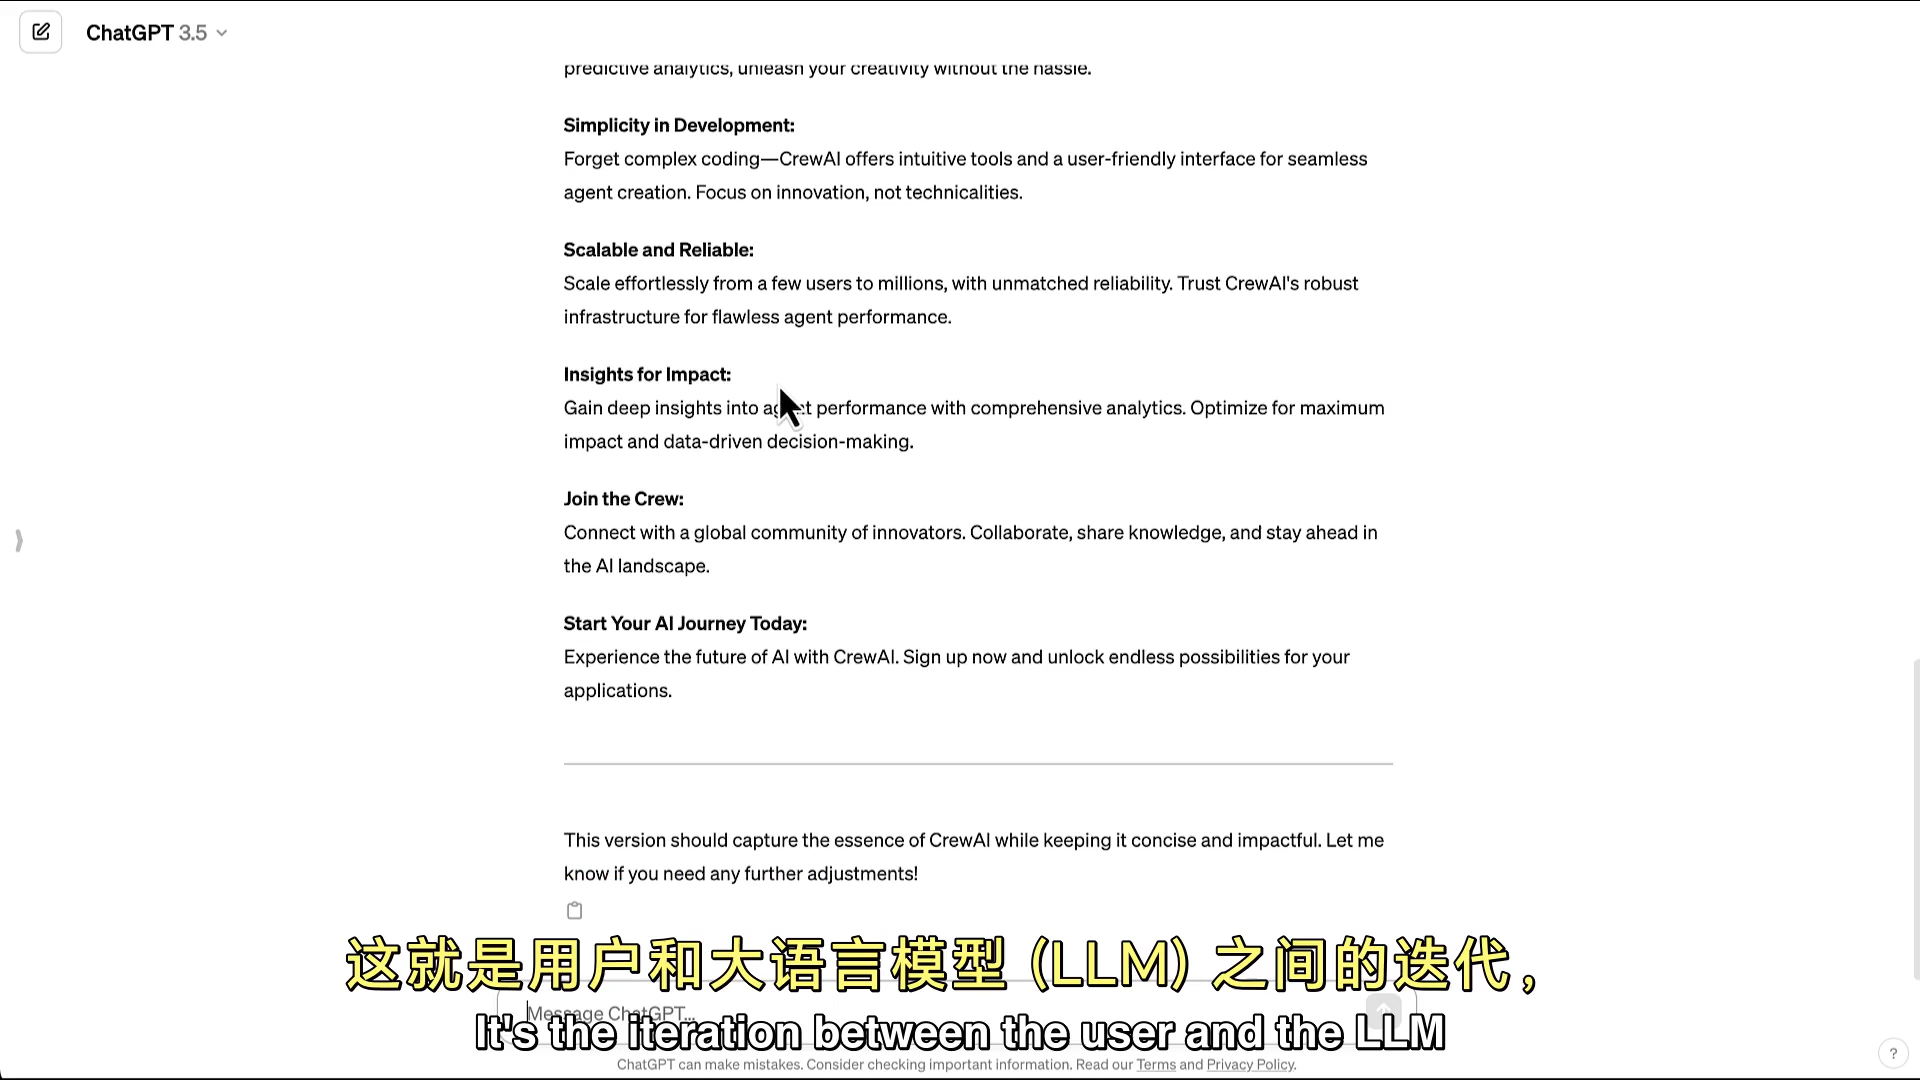 ChatGPT 3.5
predictive analytics, unleash your creativity without the hassle.
Simplicity in Development:
Forget complex coding—CrewAI offers intuitive tools and a user-friendly interface for seamless
agent creation. Focus on innovation, not technicalities.
Scalable and Reliable:
Scale effortlessly from a few users to millions, with unmatched reliability. Trust CrewAI's robust
infrastructure for flawless agent performance.
Insights for Impact:
Gain deep insights into agent performance with comprehensive analytics. Optimize for maximum
impact and data-driven decision-making.
Join the Crew:
Connect with a global community of innovators. Collaborate, share knowledge, and stay ahead in
the AI landscape.
Start Your AI Journey Today:
Experience the future of AI with CrewAI. Sign up now and unlock endless possibilities for your
applications.
This version should capture the essence of CrewAI while keeping it concise and impactful. Let me
know if you need any further adjustments!
这就是用户和大语言模型 (LLM) 之间的迭代，
Message ChatGPT...
It's the iteration between the user and the LLM
ChatGPT can make mistakes. Consider checking important information. Read our Terms and Privacy Policy.
?